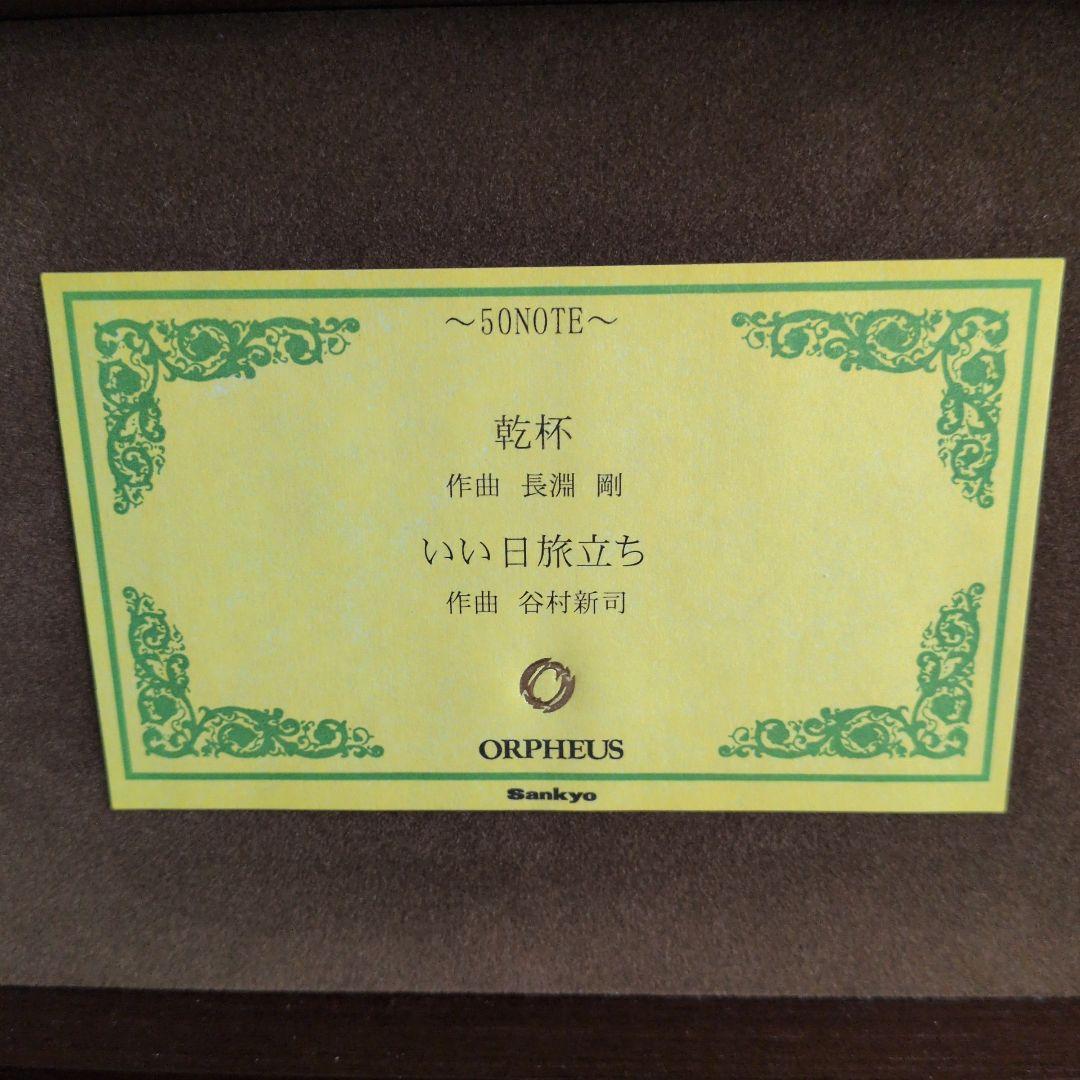 ～50NOTE～
乾杯
作曲 長淵 剛
いい日旅立ち
作曲 谷村新司
ORPHEUS
Sankyo